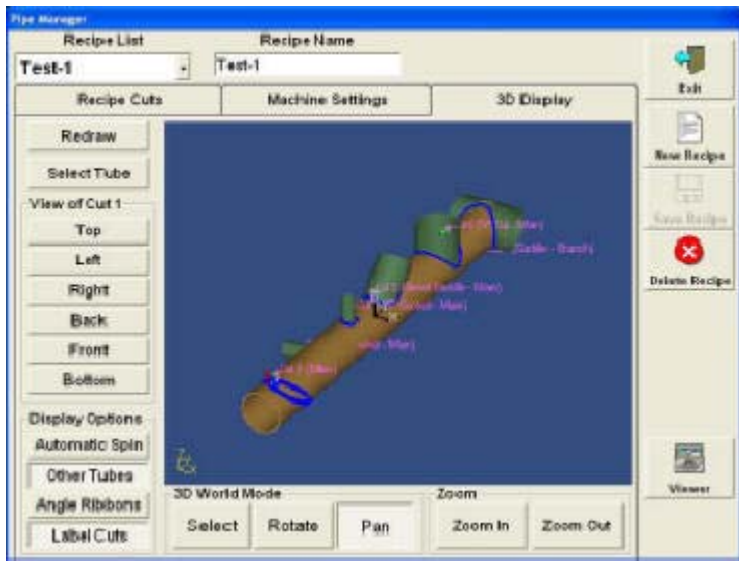 Pipe Manager
Recipe List
Recipe Name
Test-1
Test-1
Exit
Recipe Cuts
Machine Settings
3D Display
Redraw
Select Tube
New Recipe
Save Recipe
Delete Recipe
View of Cut 1
Top
Left
Right
Back
Front
Bottom
Saddle - Branch)
Main)
Display Options
Automatic Spin
Other Tubes
Angle Ribbons
Label Cuts
3D World Mode
Select
Rotate
Pan
Zoom
Zoom In
Zoom Out
Viewer